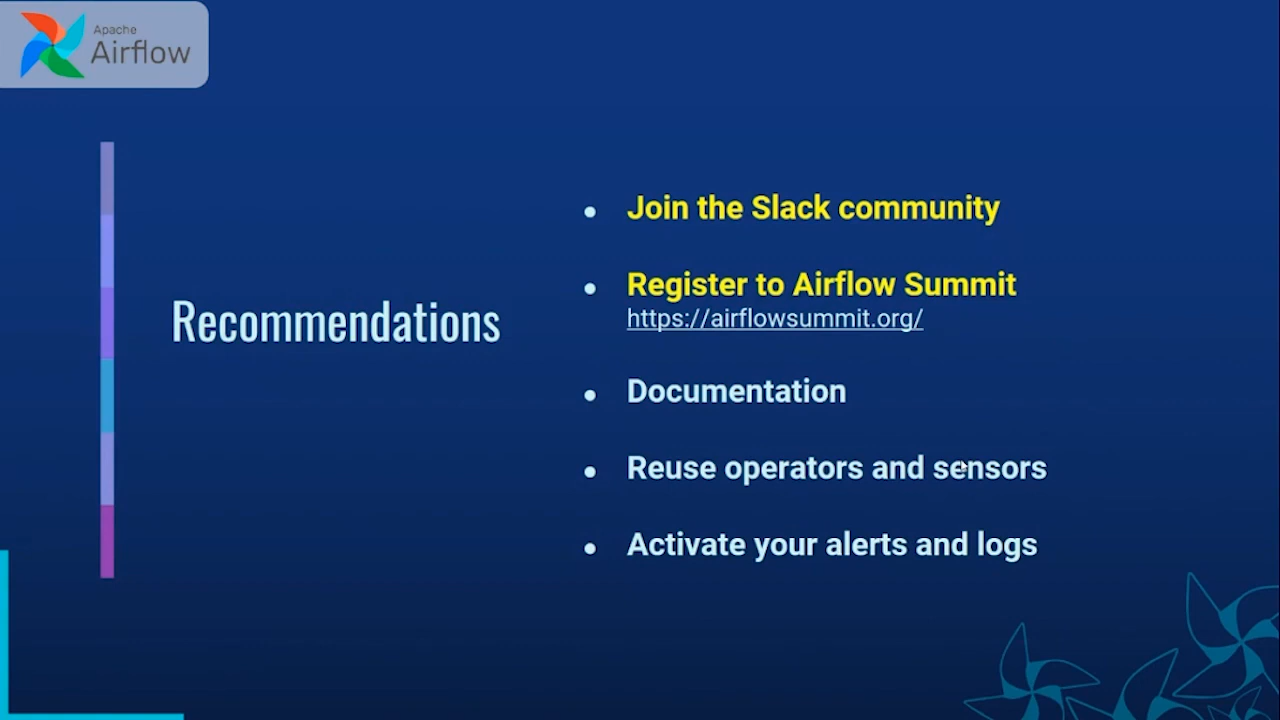 Apache
Airflow
Recommendations
Join the Slack community
Register to Airflow Summit
https://airflowsummit.org/
Documentation
Reuse operators and sensors
Activate your alerts and logs